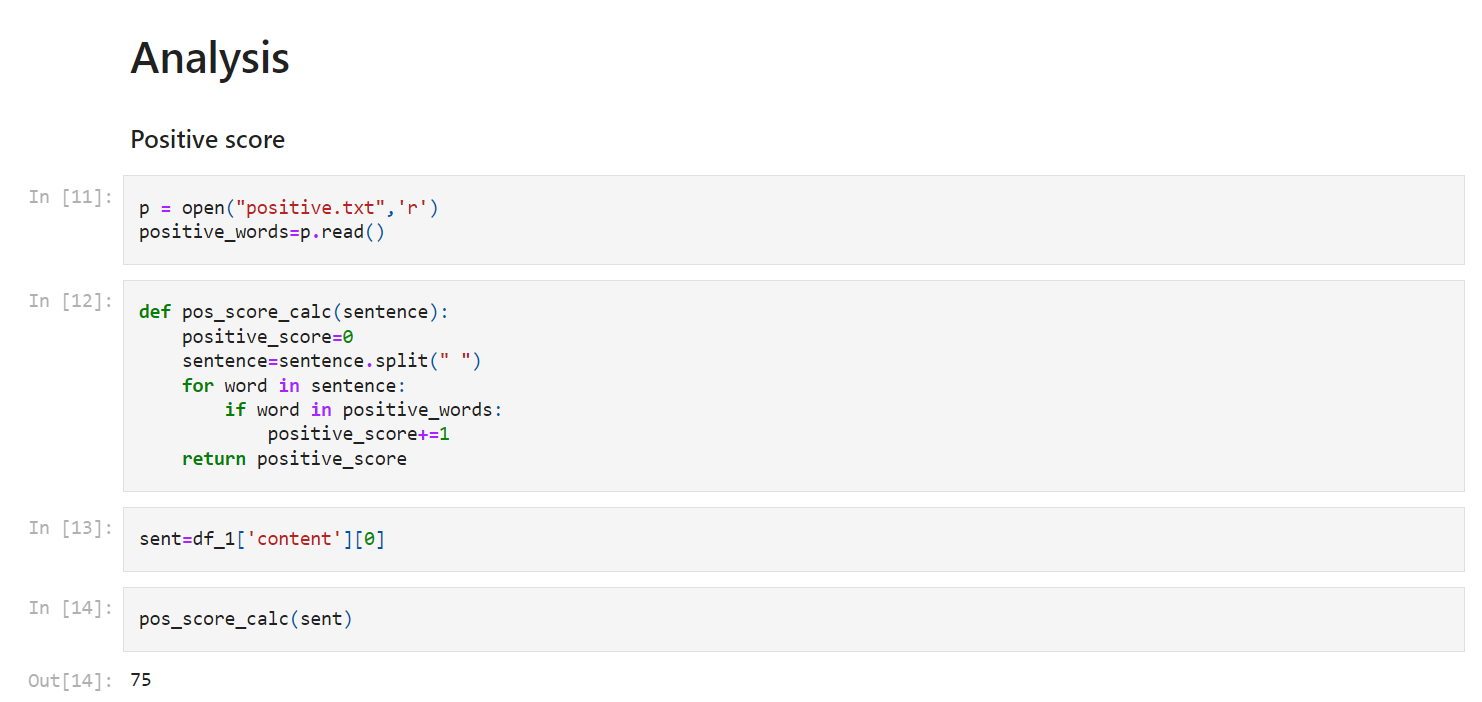 Analysis
Positive score
In [11]:
p = open("positive.txt",'r')
positive_words=p.read()
In [12]:
def pos_score_calc(sentence):
    positive_score=0
    sentence=sentence.split(" ")
    for word in sentence:
        if word in positive_words:
            positive_score+=1
    return positive_score
In [13]:
sent=df_1['content'][0]
In [14]:
pos_score_calc(sent)
Out[14]:
75